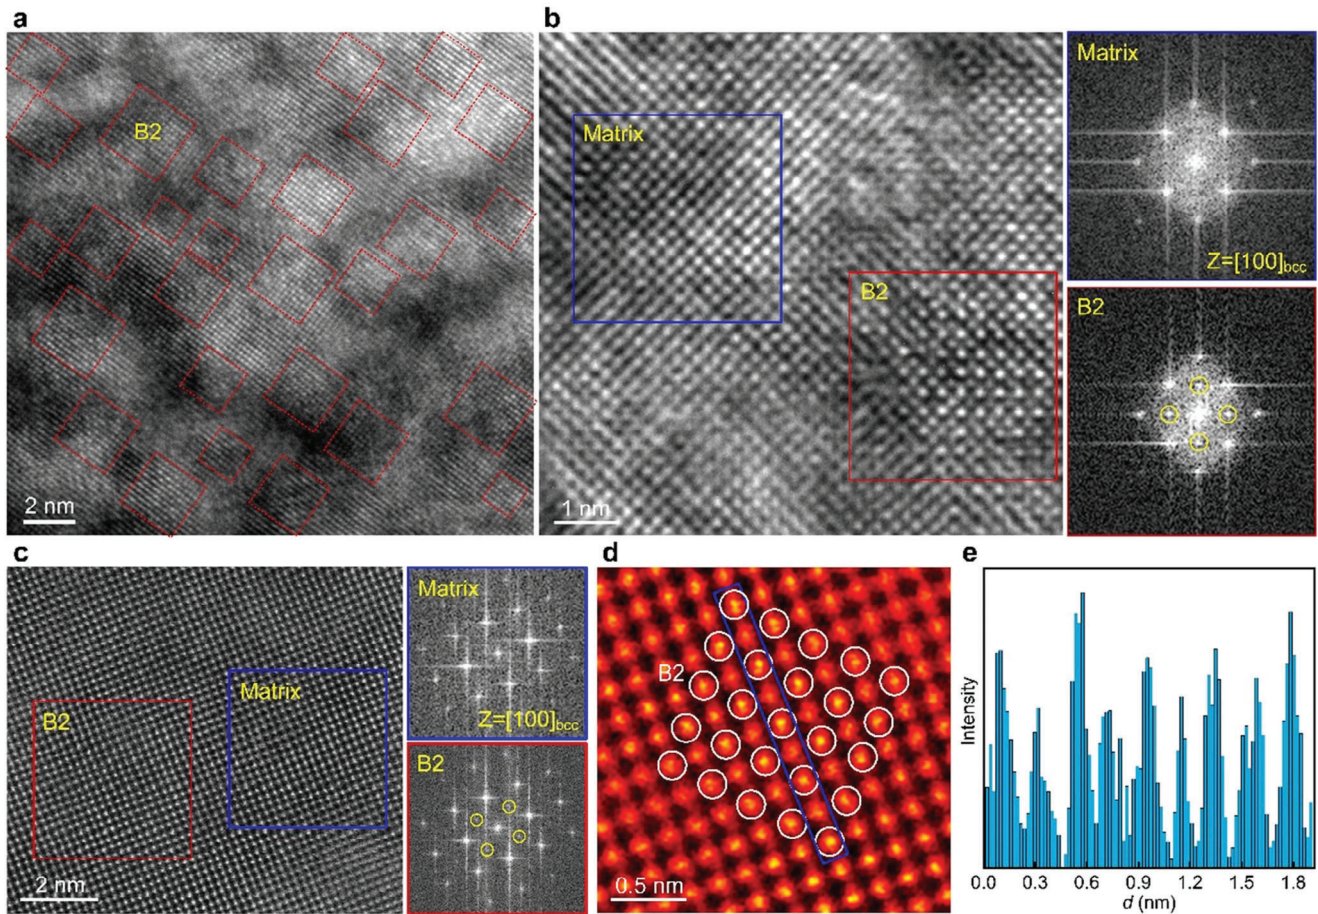 a
B2
2 nm
b
Matrix
B2
1 nm
Matrix
Z=[100]bcc
B2
c
B2
Matrix
2 nm
Matrix
Z=[100]bcc
B2
d
B2
0.5 nm
e
Intensity
0.0 0.3 0.6 0.9 1.2 1.5 1.8
d (nm)